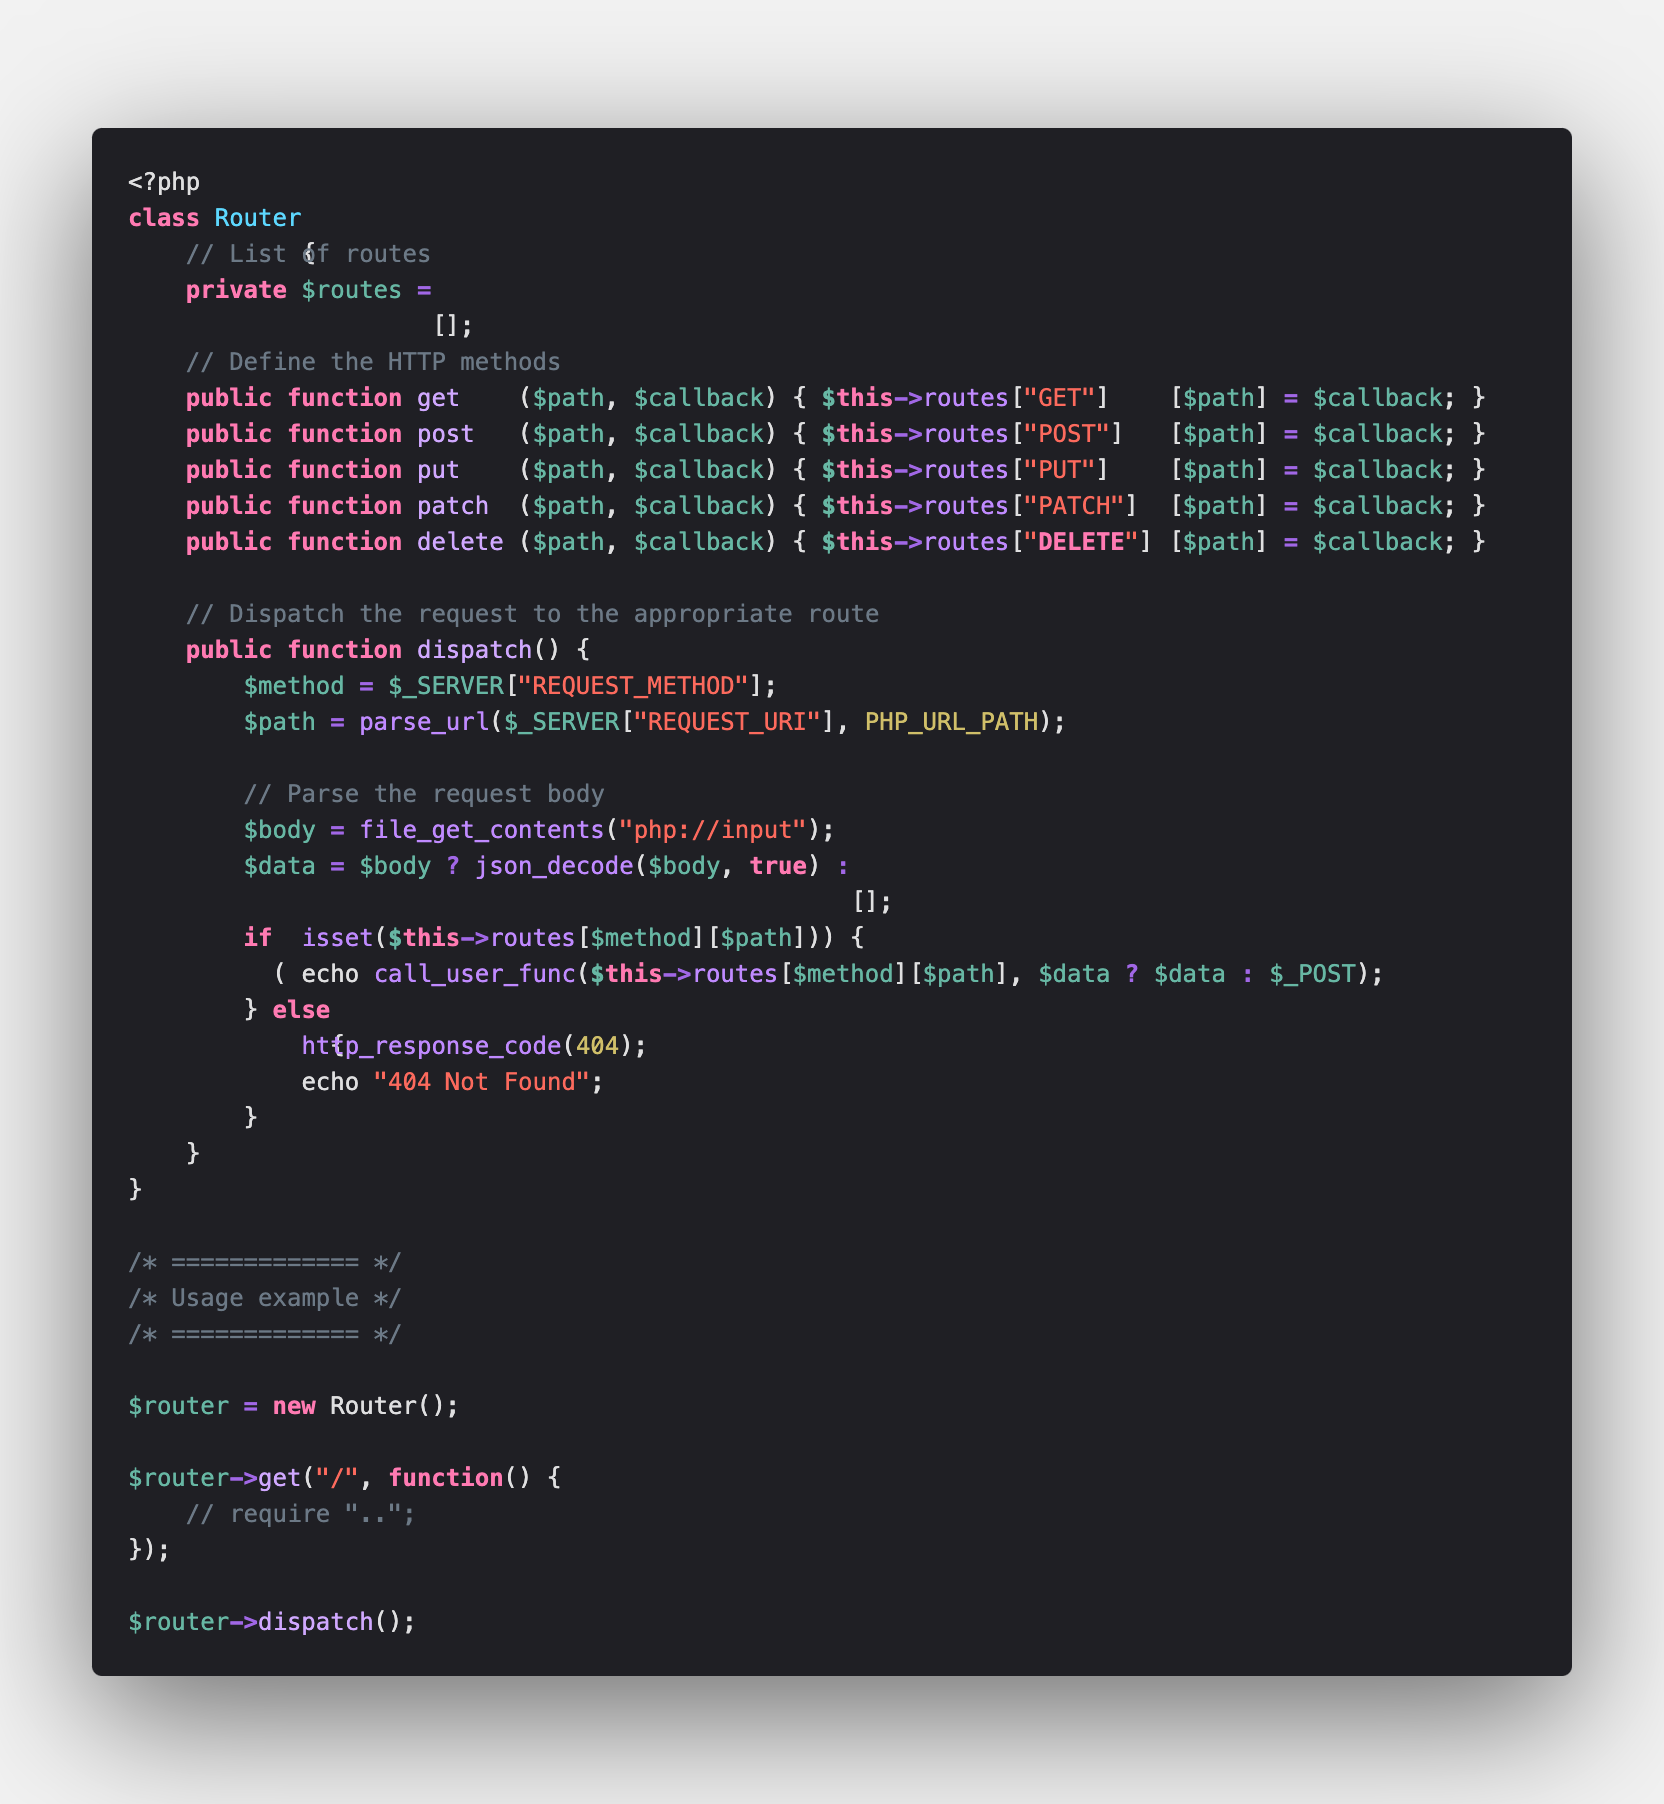 <?php
class Router {
    // List of routes
    private $routes = [];

    // Define the HTTP methods
    public function get    ($path, $callback) { $this->routes["GET"]    [$path] = $callback; }
    public function post   ($path, $callback) { $this->routes["POST"]   [$path] = $callback; }
    public function put    ($path, $callback) { $this->routes["PUT"]    [$path] = $callback; }
    public function patch  ($path, $callback) { $this->routes["PATCH"]  [$path] = $callback; }
    public function delete ($path, $callback) { $this->routes["DELETE"] [$path] = $callback; }

    // Dispatch the request to the appropriate route
    public function dispatch() {
        $method = $_SERVER["REQUEST_METHOD"];
        $path = parse_url($_SERVER["REQUEST_URI"], PHP_URL_PATH);

        // Parse the request body
        $body = file_get_contents("php://input");
        $data = $body ? json_decode($body, true) : [];

        if (isset($this->routes[$method][$path])) {
            echo call_user_func($this->routes[$method][$path], $data ? $data : $_POST);
        } else {
            http_response_code(404);
            echo "404 Not Found";
        }
    }
}

/* ============= */
/* Usage example */
/* ============= */

$router = new Router();

$router->get("/", function() {
    // require "..";
});

$router->dispatch();